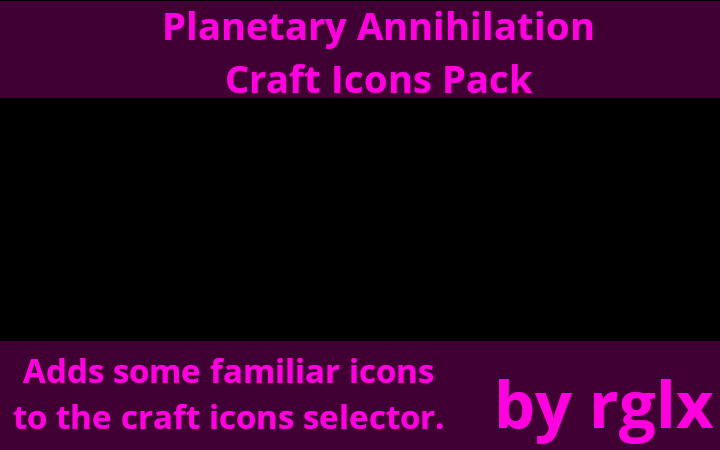 Planetary Annihilation
Craft Icons Pack
Adds some familiar icons
to the craft icons selector.
by rglx